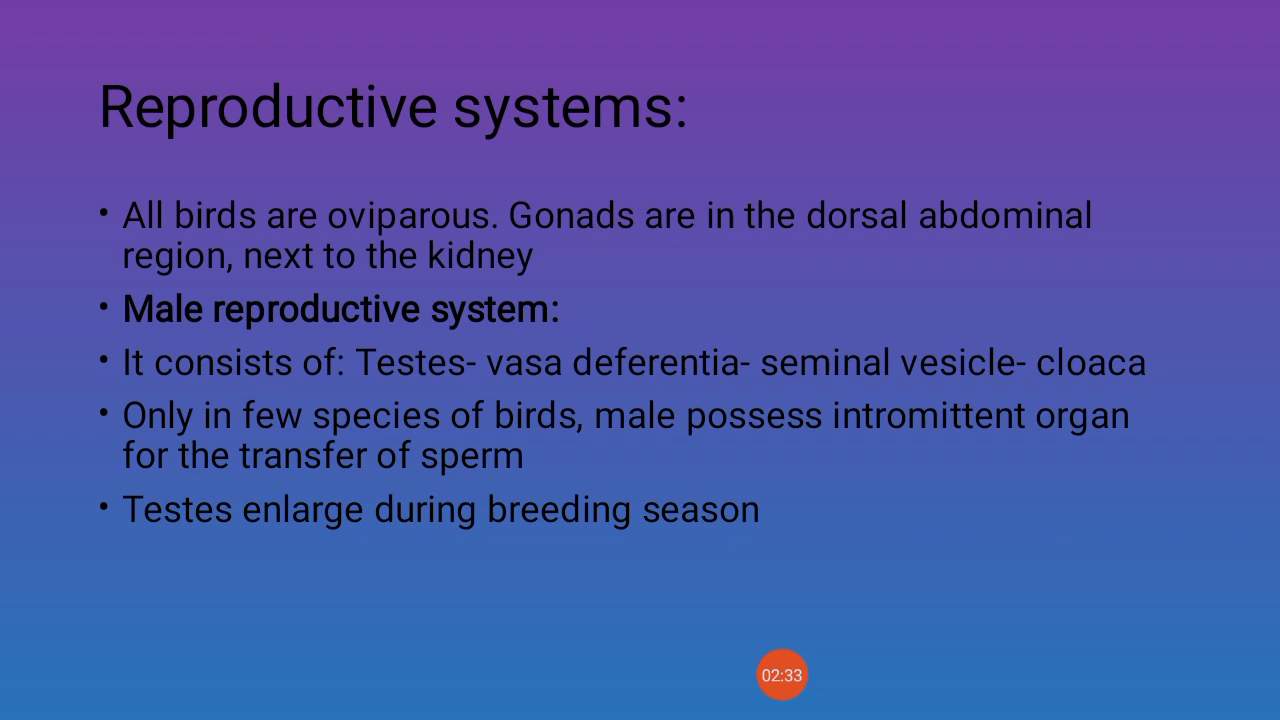 Reproductive systems:
• All birds are oviparous. Gonads are in the dorsal abdominal
region, next to the kidney
• Male reproductive system:
• It consists of: Testes- vasa deferentia- seminal vesicle- cloaca
• Only in few species of birds, male possess intromittent organ
for the transfer of sperm
• Testes enlarge during breeding season
02:33